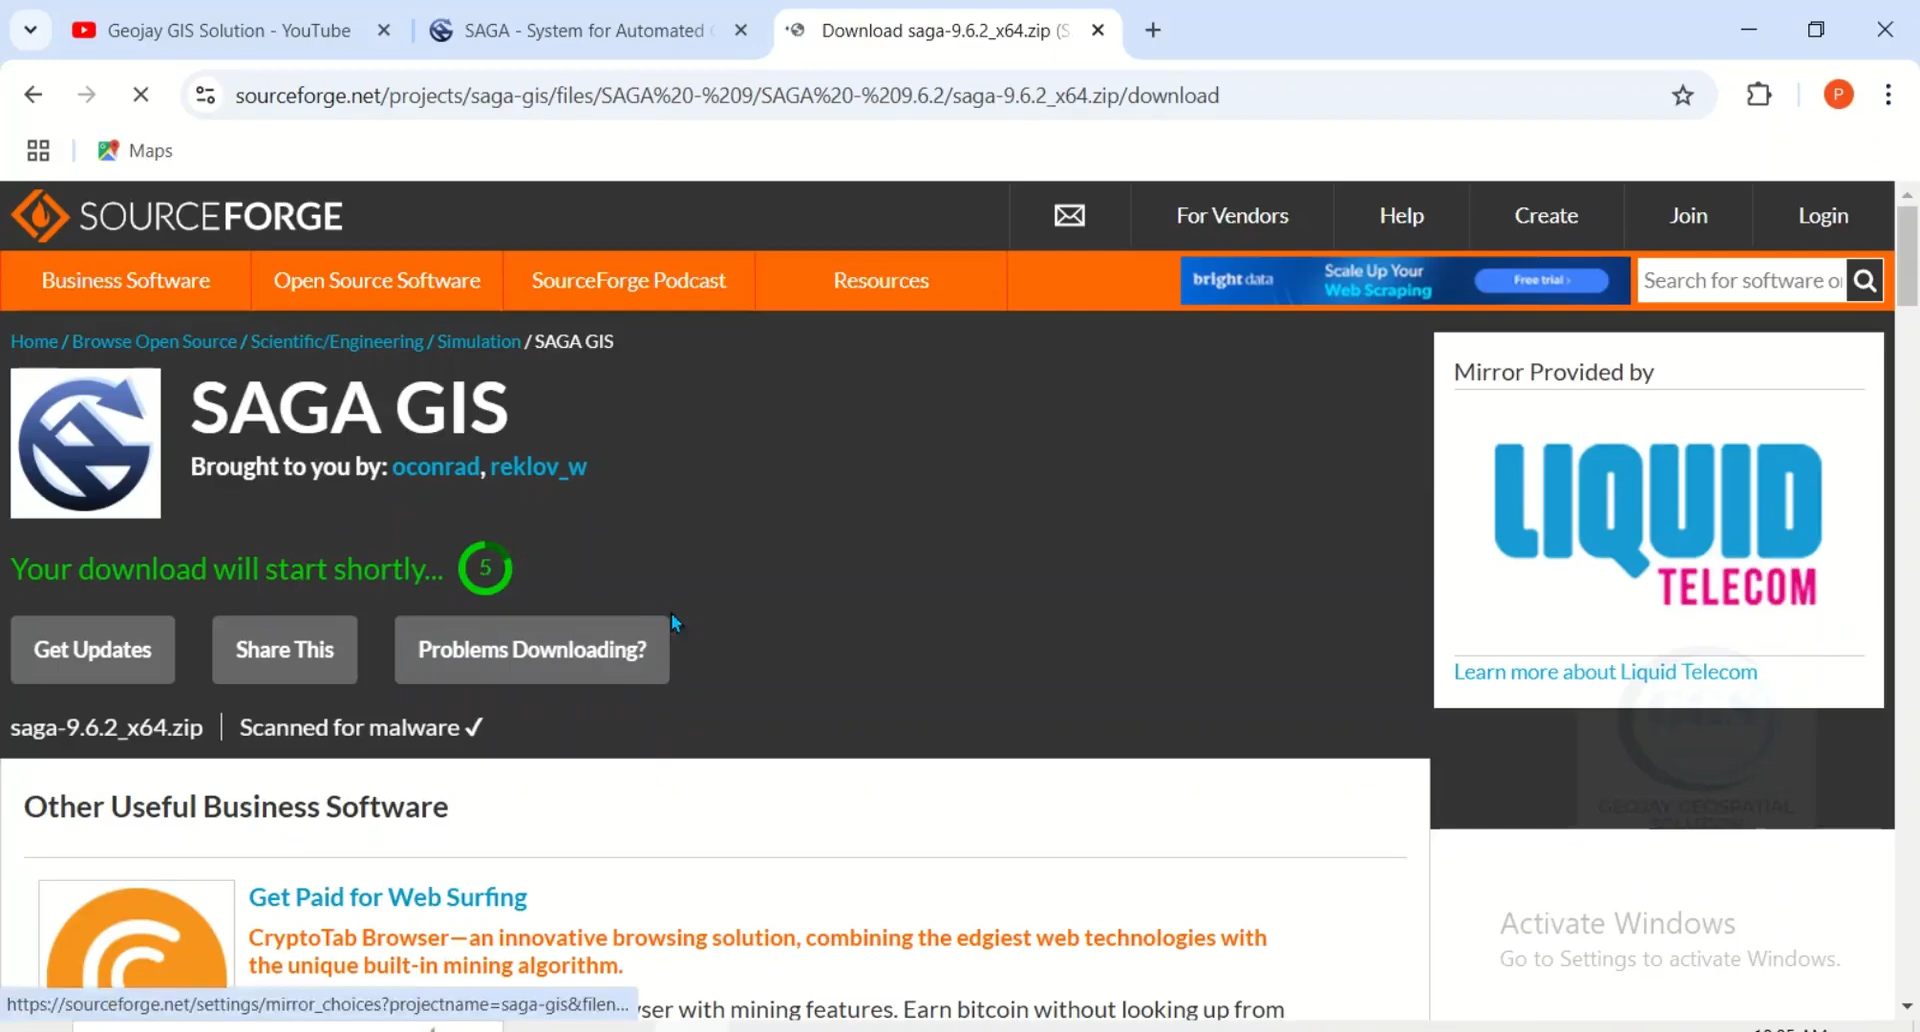 Geojay GIS Solution - YouTube
SAGA - System for Automated
Download saga-9.6.2_x64.zip (S
sourceforge.net/projects/saga-gis/files/SAGA%20-%209/SAGA%20-%209.6.2/saga-9.6.2_x64.zip/download
P
Maps
SOURCEFORGE
For Vendors
Help
Create
Join
Login
Business Software
Open Source Software
SourceForge Podcast
Resources
bright data
Scale Up Your
Web Scraping
Free trial ›
Search for software o
Home / Browse Open Source / Scientific/Engineering / Simulation / SAGA GIS
SAGA GIS
Brought to you by: oconrad, reklov_w
Your download will start shortly... 5
Get Updates
Share This
Problems Downloading?
saga-9.6.2_x64.zip
Scanned for malware ✓
Mirror Provided by
LIQUID
TELECOM
Learn more about Liquid Telecom
GEOJAY GEOSPATIAL
SOLUTION
Other Useful Business Software
Get Paid for Web Surfing
CryptoTab Browser—an innovative browsing solution, combining the edgiest web technologies with
the unique built-in mining algorithm.
ser with mining features. Earn bitcoin without looking up from
Activate Windows
Go to Settings to activate Windows.
https://sourceforge.net/settings/mirror_choices?projectname=saga-gis&filen...